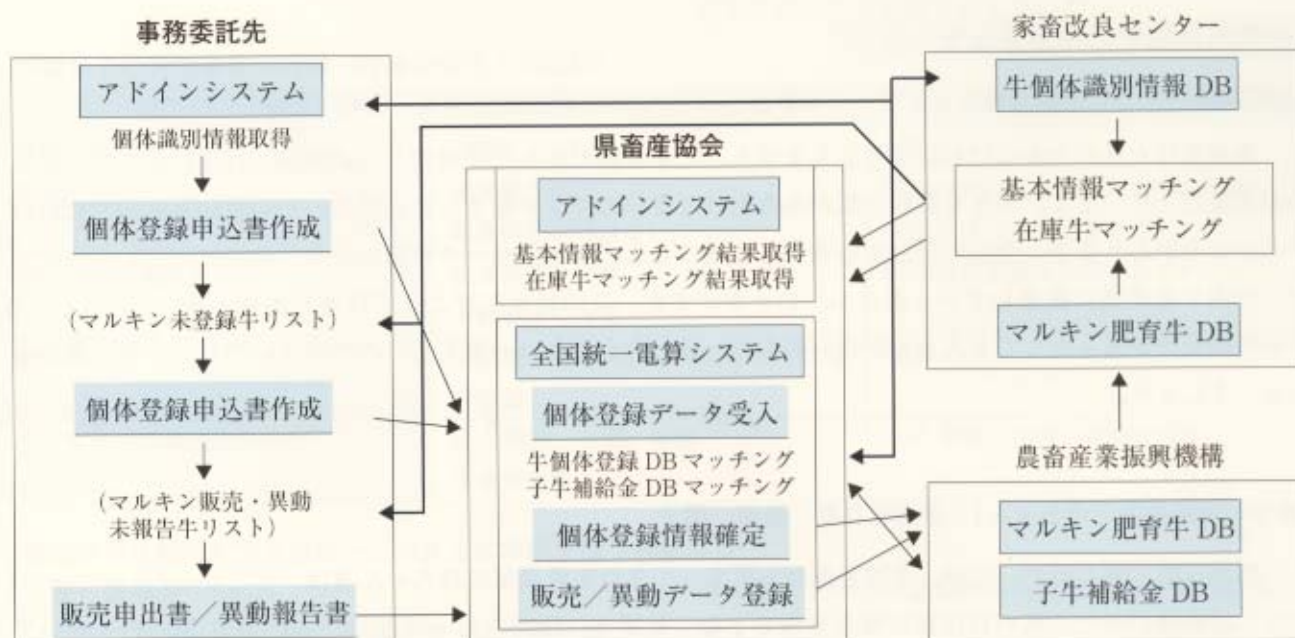 事務委託先
アドインシステム
個体識別情報取得
個体登録申込書作成
(マルキン未登録牛リスト)
個体登録申込書作成
(マルキン販売・異動
未報告牛リスト)
販売申出書/異動報告書
県畜産協会
アドインシステム
基本情報マッチング結果取得
在庫牛マッチング結果取得
全国統一電算システム
個体登録データ受入
牛個体登録 DB マッチング
子牛補給金 DB マッチング
個体登録情報確定
販売/異動データ登録
家畜改良センター
牛個体識別情報 DB
基本情報マッチング
在庫牛マッチング
マルキン肥育牛 DB
農畜産業振興機構
マルキン肥育牛 DB
子牛補給金 DB